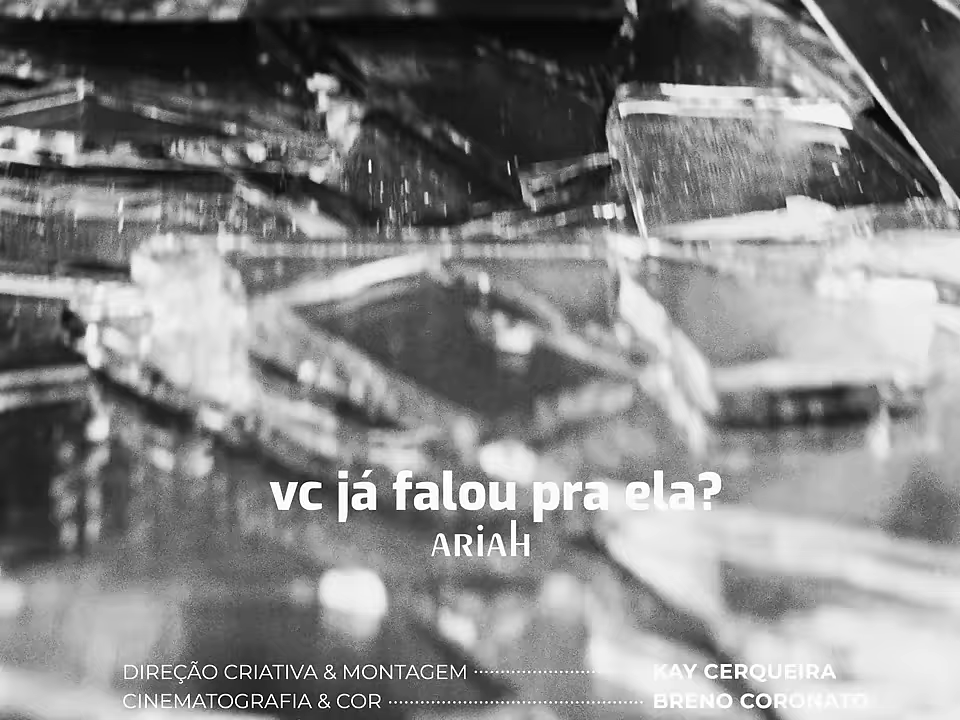 vc já falou pra ela?
ARIAH
DIREÇÃO CRIATIVA & MONTAGEM KAY CERQUEIRA
CINEMATOGRAFIA & COR BRENO CORONATO